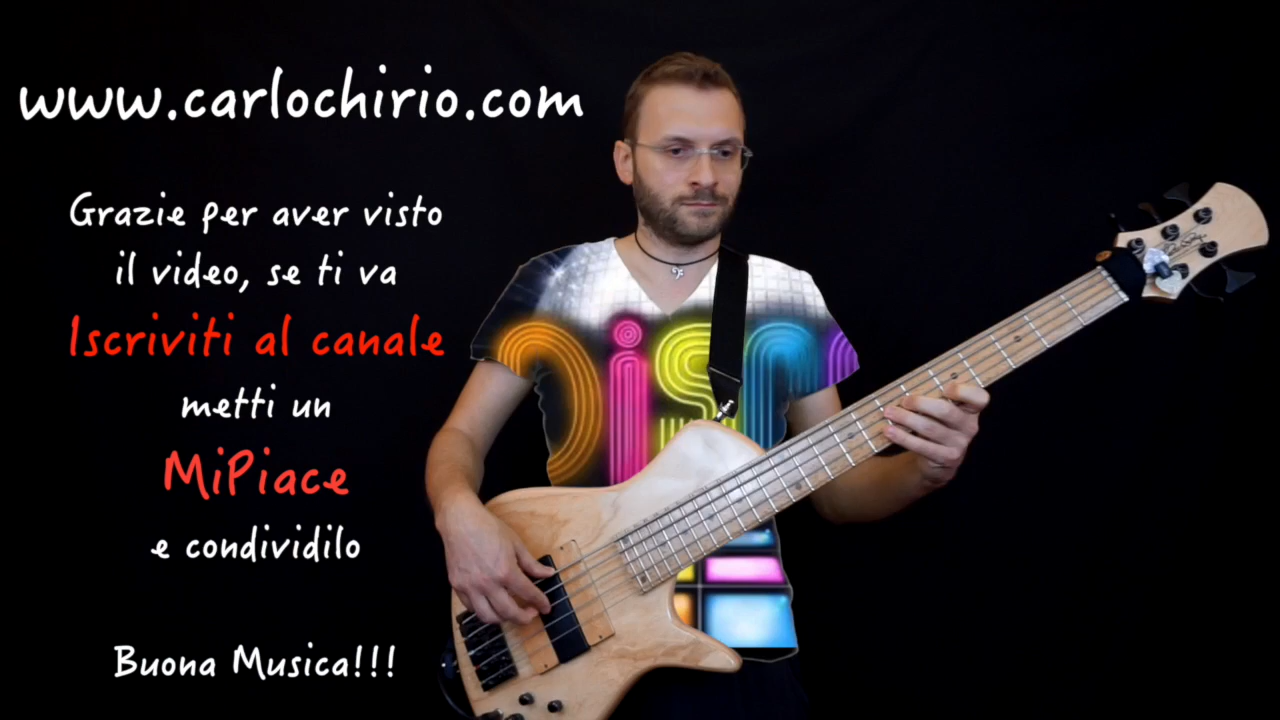 www.carlochirio.com
Grazie per aver visto
il video, se ti va
Iscriviti al canale
metti un
MiPiace
e condividilo
Buona Musica!!!
DiSCO